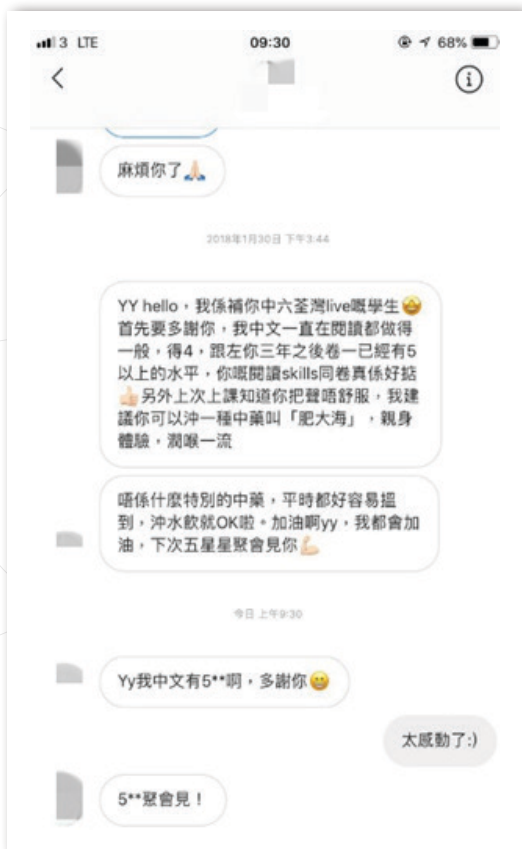 3 LTE
09:30
68%
麻煩你了🙏🏻
2018年1月30日 下午3:44
YY hello，我係補你中六荃灣live嘅學生🤩
首先要多謝你，我中文一直在閱讀都做得
一般，得4，跟左你三年之後卷一已經有5
以上的水平，你嘅閱讀skills同卷真係好掂
👍🏻另外上次上課知道你把聲唔舒服，我建
議你可以沖一種中藥叫「肥大海」，親身
體驗，潤喉一流
唔係什麼特別的中藥，平時都好容易搵
到，沖水飲就OK啦。加油啊yy，我都會加
油，下次五星星聚會見你💪🏻
今日 上午9:30
Yy我中文有5**啊，多謝你😄
太感動了:)
5**聚會見！